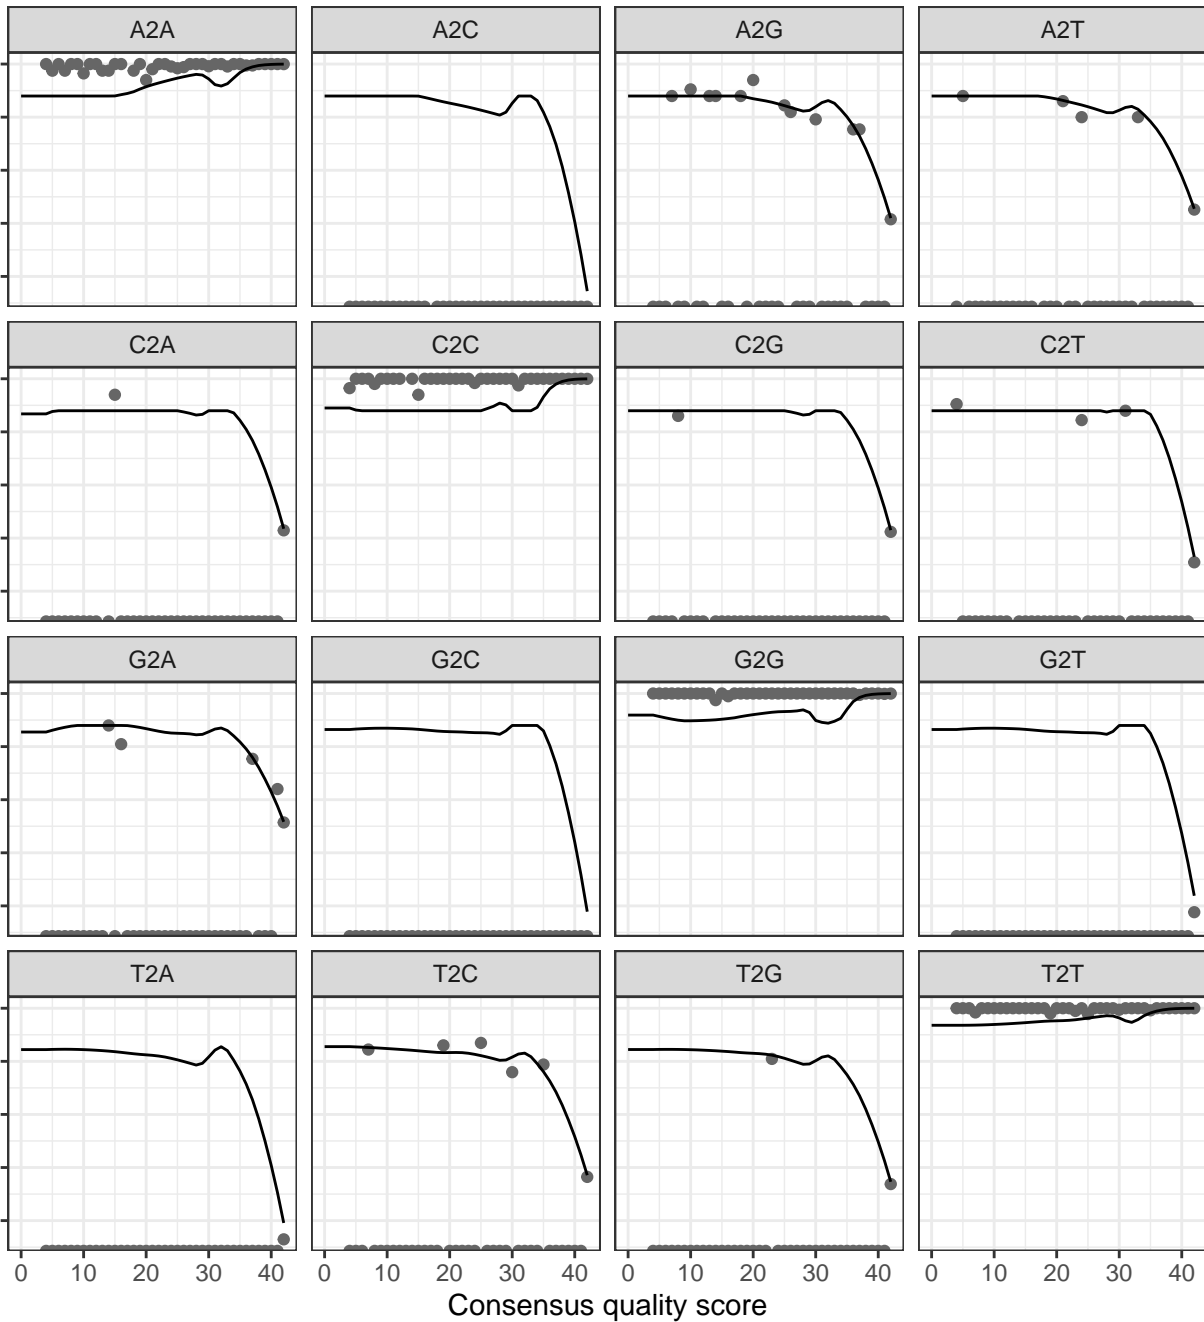 A2A A2C A2G A2T
C2A C2C C2G C2T
G2A G2C G2G G2T
T2A T2C T2G T2T
0 10 20 30 40 0 10 20 30 40 0 10 20 30 40 0 10 20 30 40
Consensus quality score